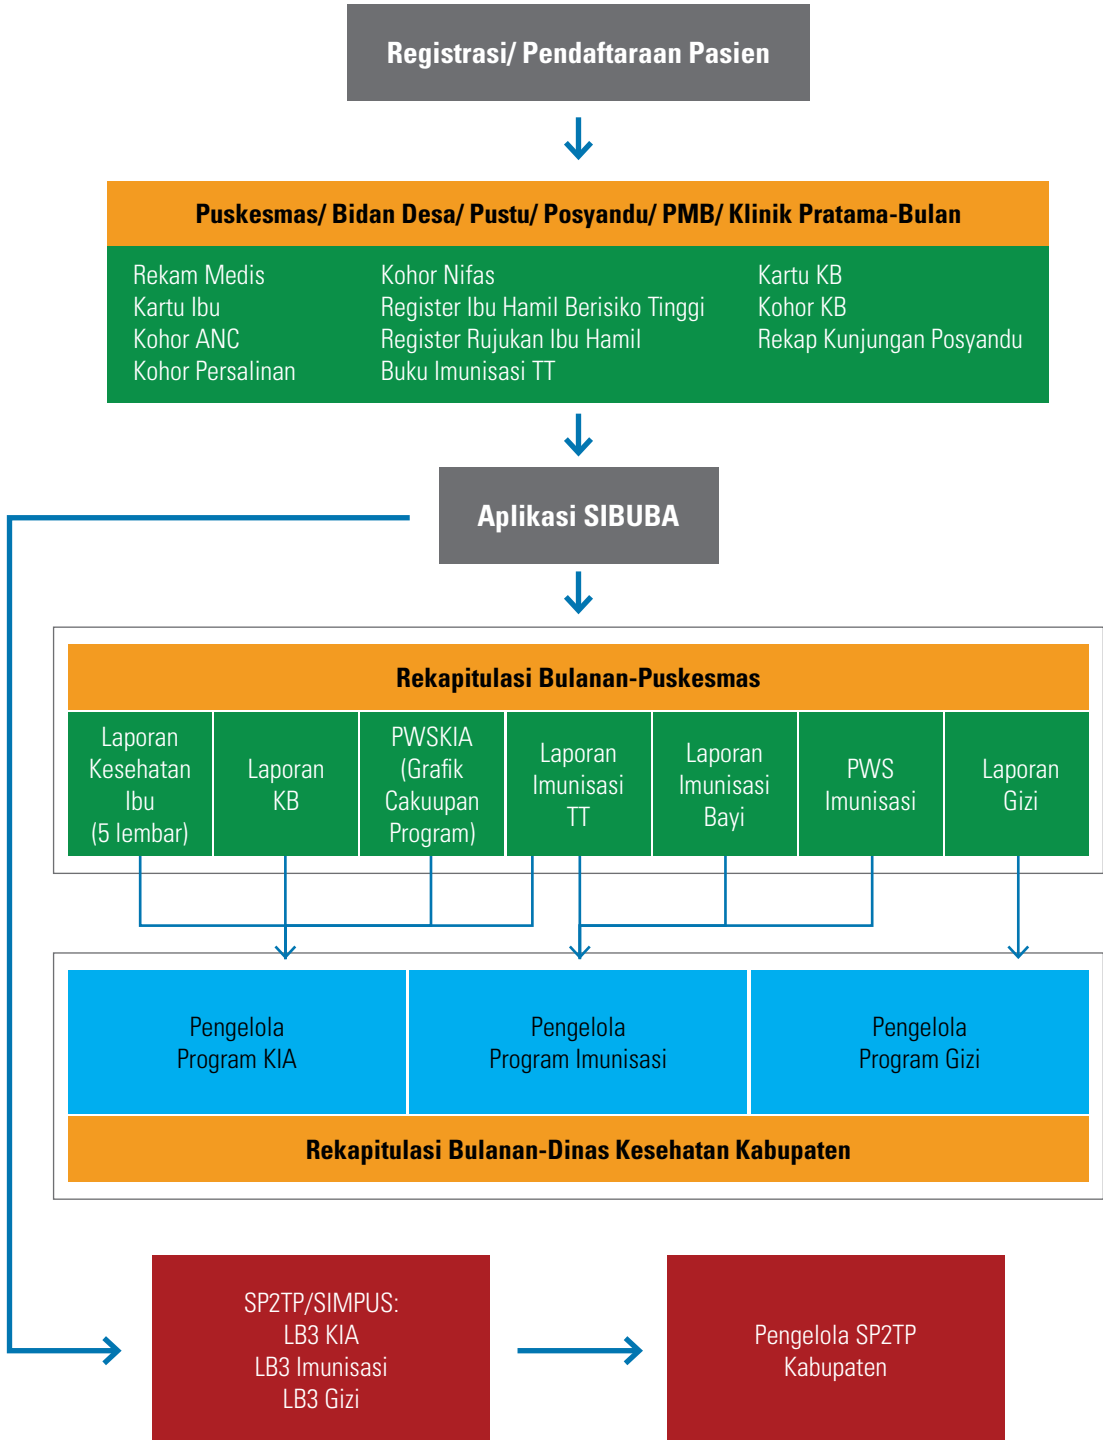 Registrasi/ Pendaftaraan Pasien
Puskesmas/ Bidan Desa/ Pustu/ Posyandu/ PMB/ Klinik Pratama-Bulan
Rekam Medis
Kartu Ibu
Kohor ANC
Kohor Persalinan
Kohor Nifas
Register Ibu Hamil Berisiko Tinggi
Register Rujukan Ibu Hamil
Buku Imunisasi TT
Kartu KB
Kohor KB
Rekap Kunjungan Posyandu
Aplikasi SIBUBA
Rekapitulasi Bulanan-Puskesmas
Laporan
Kesehatan
Ibu
(5 lembar)
Laporan
KB
PWSKIA
(Grafik
Cakuupan
Program)
Laporan
Imunisasi
TT
Laporan
Imunisasi
Bayi
PWS
Imunisasi
Laporan
Gizi
Pengelola
Program KIA
Pengelola
Program Imunisasi
Pengelola
Program Gizi
Rekapitulasi Bulanan-Dinas Kesehatan Kabupaten
SP2TP/SIMPUS:
LB3 KIA
LB3 Imunisasi
LB3 Gizi
Pengelola SP2TP
Kabupaten